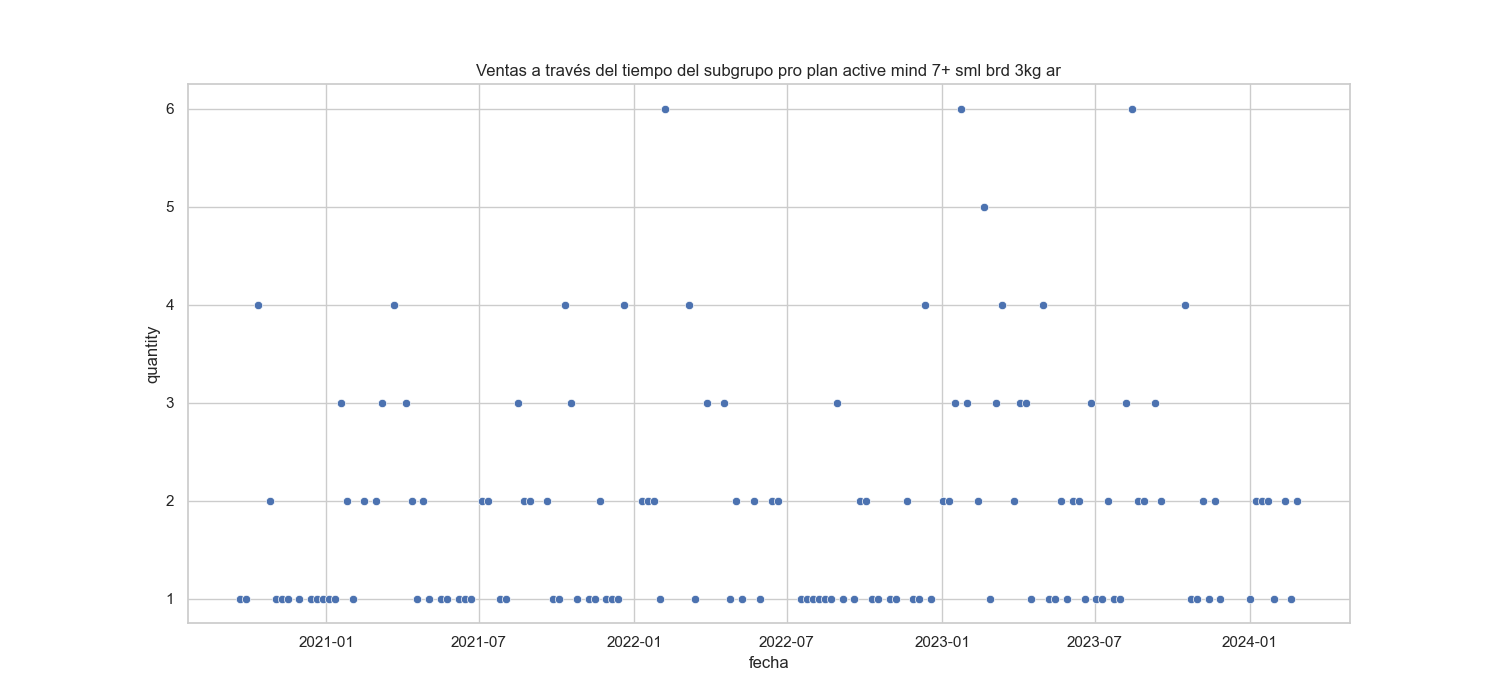 Ventas a través del tiempo del subgrupo pro plan active mind 7+ sml brd 3kg ar
6
5
4
3
2
1
quantity
2021-01 2021-07 2022-01 2022-07 2023-01 2023-07 2024-01
fecha